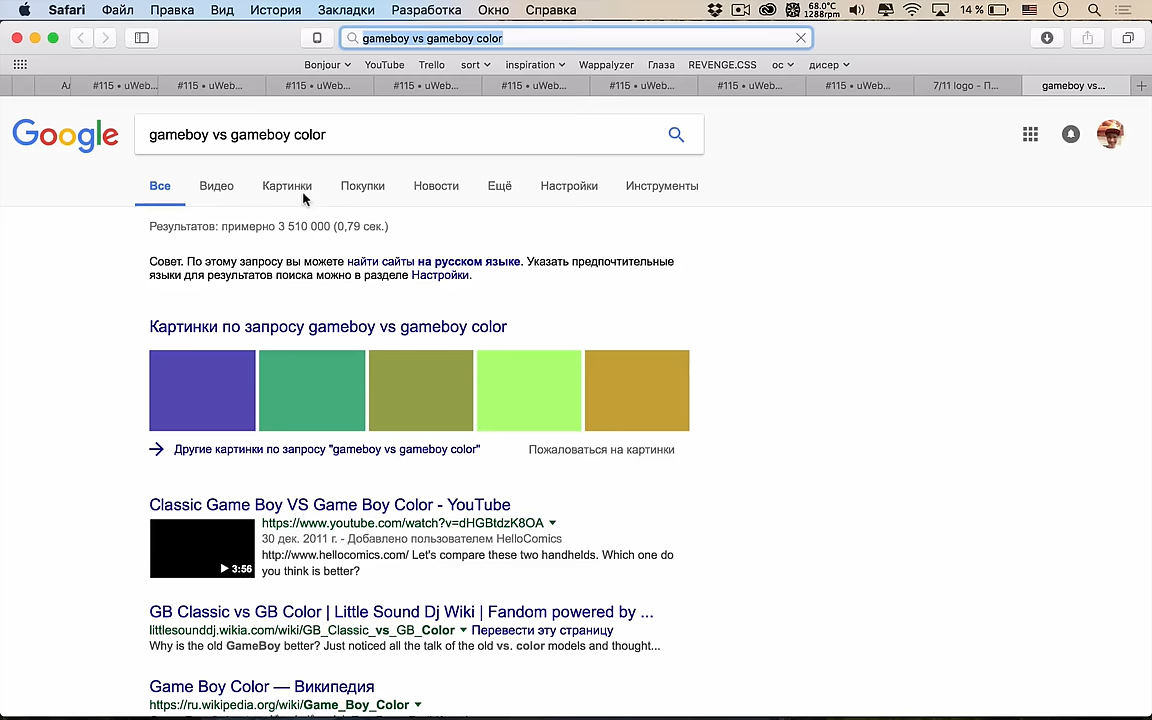 Safari Файл Правка Вид История Закладки Разработка Окно Справка 68.0°C 1288rpm 14 %
gameboy vs gameboy color
Bonjour YouTube Trello sort inspiration Wappalyzer Глаза REVENGE.CSS ос дисер
#115 • uWeb... #115 • uWeb... #115 • uWeb... #115 • uWeb... #115 • uWeb... #115 • uWeb... #115 • uWeb... #115 • uWeb... 7/11 logo - П... gameboy vs...
Google gameboy vs gameboy color
Все Видео Картинки Покупки Новости Ещё Настройки Инструменты
Результатов: примерно 3 510 000 (0,79 сек.)
Совет. По этому запросу вы можете найти сайты на русском языке. Указать предпочтительные
языки для результатов поиска можно в разделе Настройки.
Картинки по запросу gameboy vs gameboy color
Другие картинки по запросу "gameboy vs gameboy color" Пожаловаться на картинки
Classic Game Boy VS Game Boy Color - YouTube
https://www.youtube.com/watch?v=dHGBtdzK8OA
30 дек. 2011 г. - Добавлено пользователем HelloComics
http://www.hellocomics.com/ Let's compare these two handhelds. Which one do
you think is better?
3:56
GB Classic vs GB Color | Little Sound Dj Wiki | Fandom powered by ...
littlesounddj.wikia.com/wiki/GB_Classic_vs_GB_Color Перевести эту страницу
Why is the old GameBoy better? Just noticed all the talk of the old vs. color models and thought...
Game Boy Color — Википедия
https://ru.wikipedia.org/wiki/Game_Boy_Color